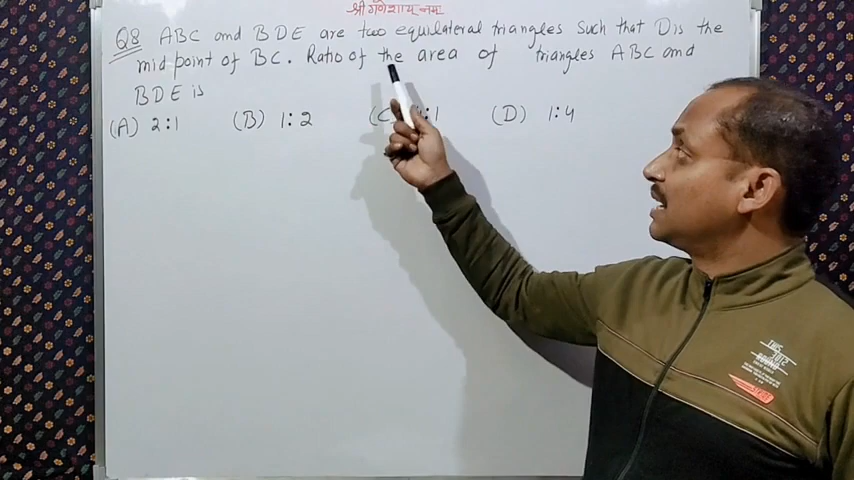 श्री गणेशाय नमः
Q8 ABC and BDE are two equilateral triangles such that D is the
mid point of BC. Ratio of the area of triangles ABC and
BDE is
(A) 2:1 (B) 1:2 (C) :1 (D) 1:4